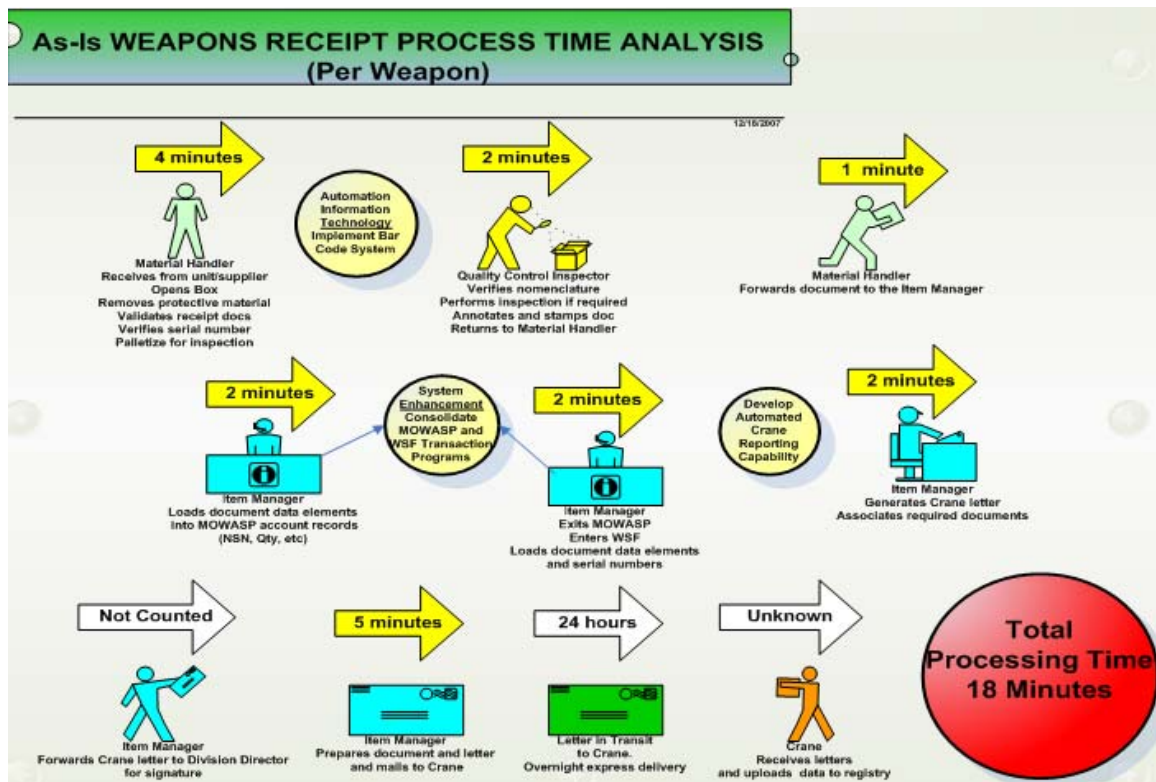 As-Is WEAPONS RECEIPT PROCESS TIME ANALYSIS
(Per Weapon)
12/18/2007
4 minutes
Material Handler
Receives from unit/supplier
Opens Box
Removes protective material
Validates receipt docs
Verifies serial number
Palletize for inspection
Automation
Information
Technology
Implement Bar
Code System
2 minutes
Quality Control Inspector
Verifies nomenclature
Performs inspection if required
Annotates and stamps doc
Returns to Material Handler
1 minute
Material Handler
Forwards document to the Item Manager
2 minutes
Item Manager
Loads document data elements
Into MOWASP account records
(NSN, Qty, etc)
System
Enhancement
Consolidate
MOWASP and
WSF Transaction
Programs
2 minutes
Item Manager
Exits MOWASP
Enters WSF
Loads document data elements
and serial numbers
Develop
Automated
Crane
Reporting
Capability
2 minutes
Item Manager
Generates Crane letter
Associates required documents
Not Counted
Item Manager
Forwards Crane letter to Division Director
for signature
5 minutes
Item Manager
Prepares document and letter
and mails to Crane
24 hours
Letter in Transit
to Crane.
Overnight express delivery
Unknown
Crane
Receives letters
and uploads data to registry
Total
Processing Time
18 Minutes